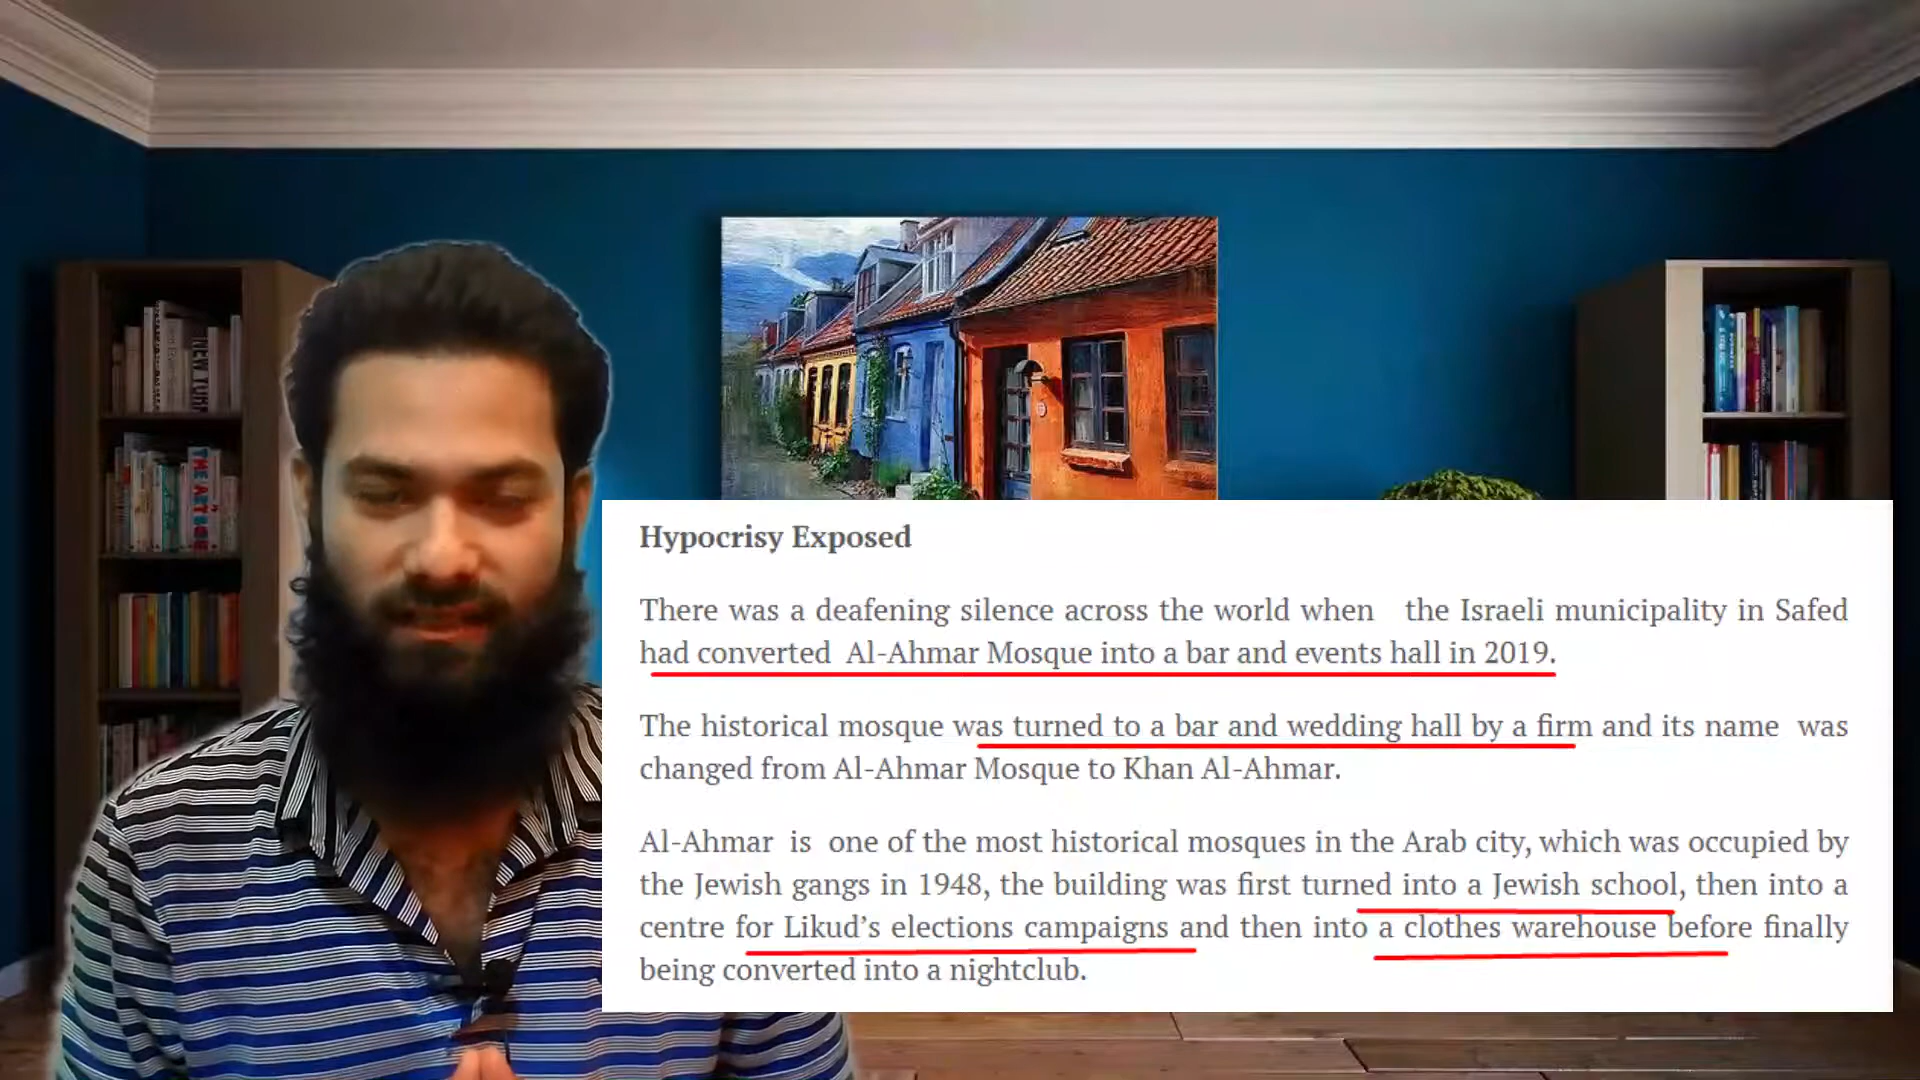 NEW TURN
THE ART
Hypocrisy Exposed
There was a deafening silence across the world when the Israeli municipality in Safed
had converted Al-Ahmar Mosque into a bar and events hall in 2019.
The historical mosque was turned to a bar and wedding hall by a firm and its name was
changed from Al-Ahmar Mosque to Khan Al-Ahmar.
Al-Ahmar is one of the most historical mosques in the Arab city, which was occupied by
the Jewish gangs in 1948, the building was first turned into a Jewish school, then into a
centre for Likud's elections campaigns and then into a clothes warehouse before finally
being converted into a nightclub.